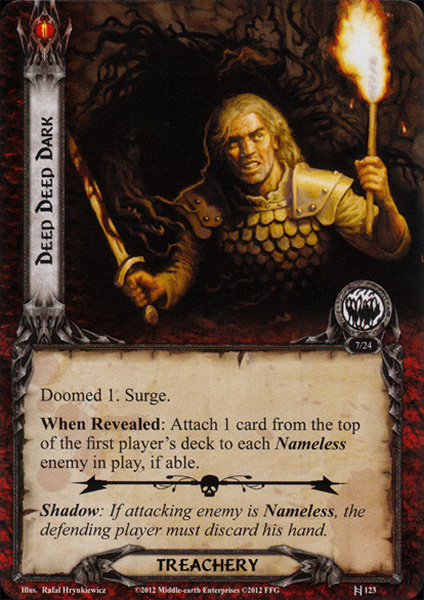 DEEP DEEP DARK
7/24
Doomed 1. Surge.
When Revealed: Attach 1 card from the top
of the first player's deck to each Nameless
enemy in play, if able.
Shadow: If attacking enemy is Nameless, the
defending player must discard his hand.
TREACHERY
Illus. Rafał Hrynkiewicz ©2012 Middle-earth Enterprises ©2012 FFG 123